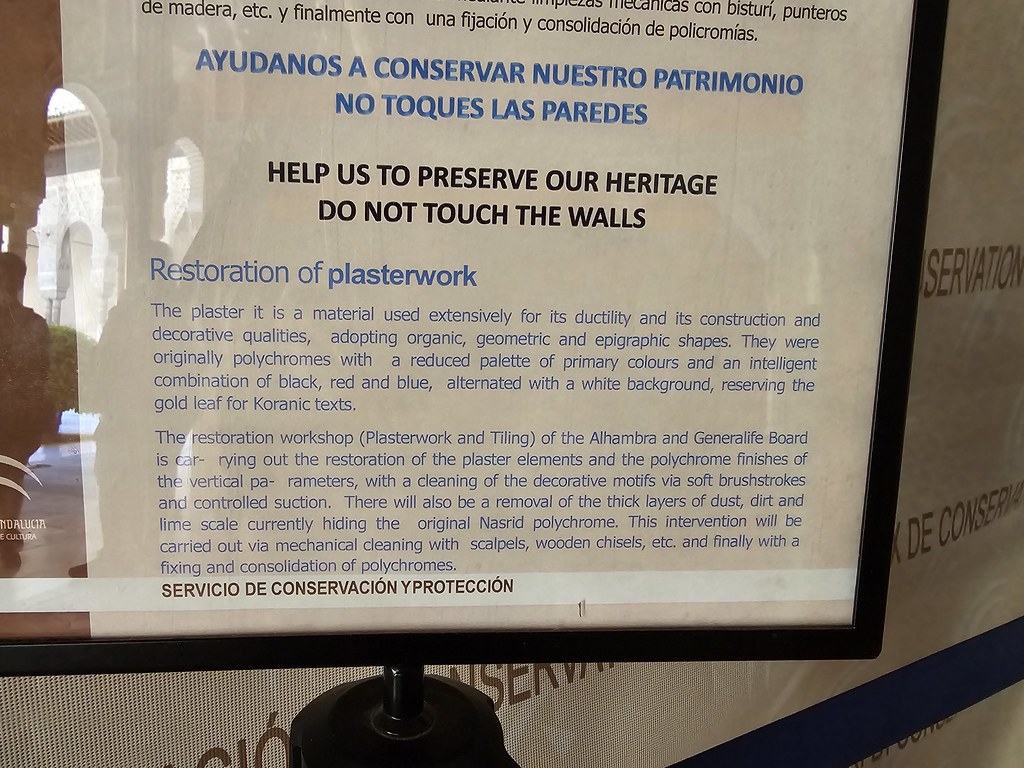 mediante limpiezas mecánicas con bisturí, punteros
de madera, etc. y finalmente con una fijación y consolidación de policromías.
AYUDANOS A CONSERVAR NUESTRO PATRIMONIO
NO TOQUES LAS PAREDES
HELP US TO PRESERVE OUR HERITAGE
DO NOT TOUCH THE WALLS
Restoration of plasterwork
The plaster it is a material used extensively for its ductility and its construction and
decorative qualities, adopting organic, geometric and epigraphic shapes. They were
originally polychromes with a reduced palette of primary colours and an intelligent
combination of black, red and blue, alternated with a white background, reserving the
gold leaf for Koranic texts.
The restoration workshop (Plasterwork and Tiling) of the Alhambra and Generalife Board
is car- rying out the restoration of the plaster elements and the polychrome finishes of
the vertical pa- rameters, with a cleaning of the decorative motifs via soft brushstrokes
and controlled suction. There will also be a removal of the thick layers of dust, dirt and
lime scale currently hiding the original Nasrid polychrome. This intervention will be
carried out via mechanical cleaning with scalpels, wooden chisels, etc. and finally with a
fixing and consolidation of polychromes.
SERVICIO DE CONSERVACIÓN YPROTECCIÓN
NDALUCIA
E CULTURA
SERVATION
DE CONSERVA